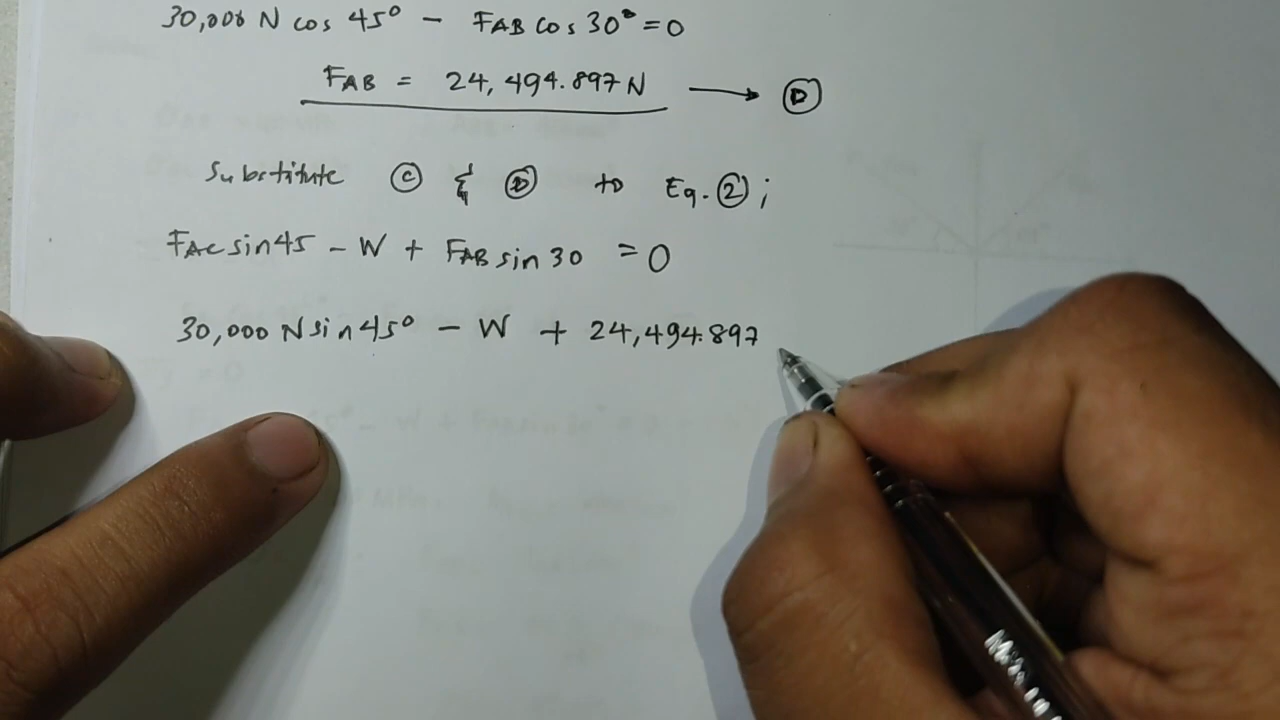 30,000 N cos 45° - FAB cos 30° = 0
FAB = 24,494.897 N → D
Substitute C & D to Eq. 2;
FAC sin 45 - W + FAB sin 30 = 0
30,000 N sin 45° - W + 24,494.897